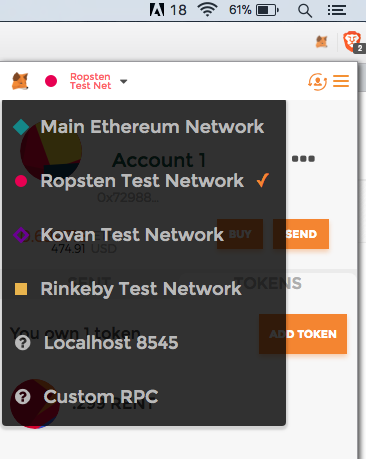 18 61%
2
Ropsten
Test Net
Main Ethereum Network
Account 1
Ropsten Test Network
0x72988...
Kovan Test Network
BUY
SEND
474.91 USD
Rinkeby Test Network
TOKENS
You own 1 token
ADD TOKEN
Localhost 8545
Custom RPC
.299 RENT